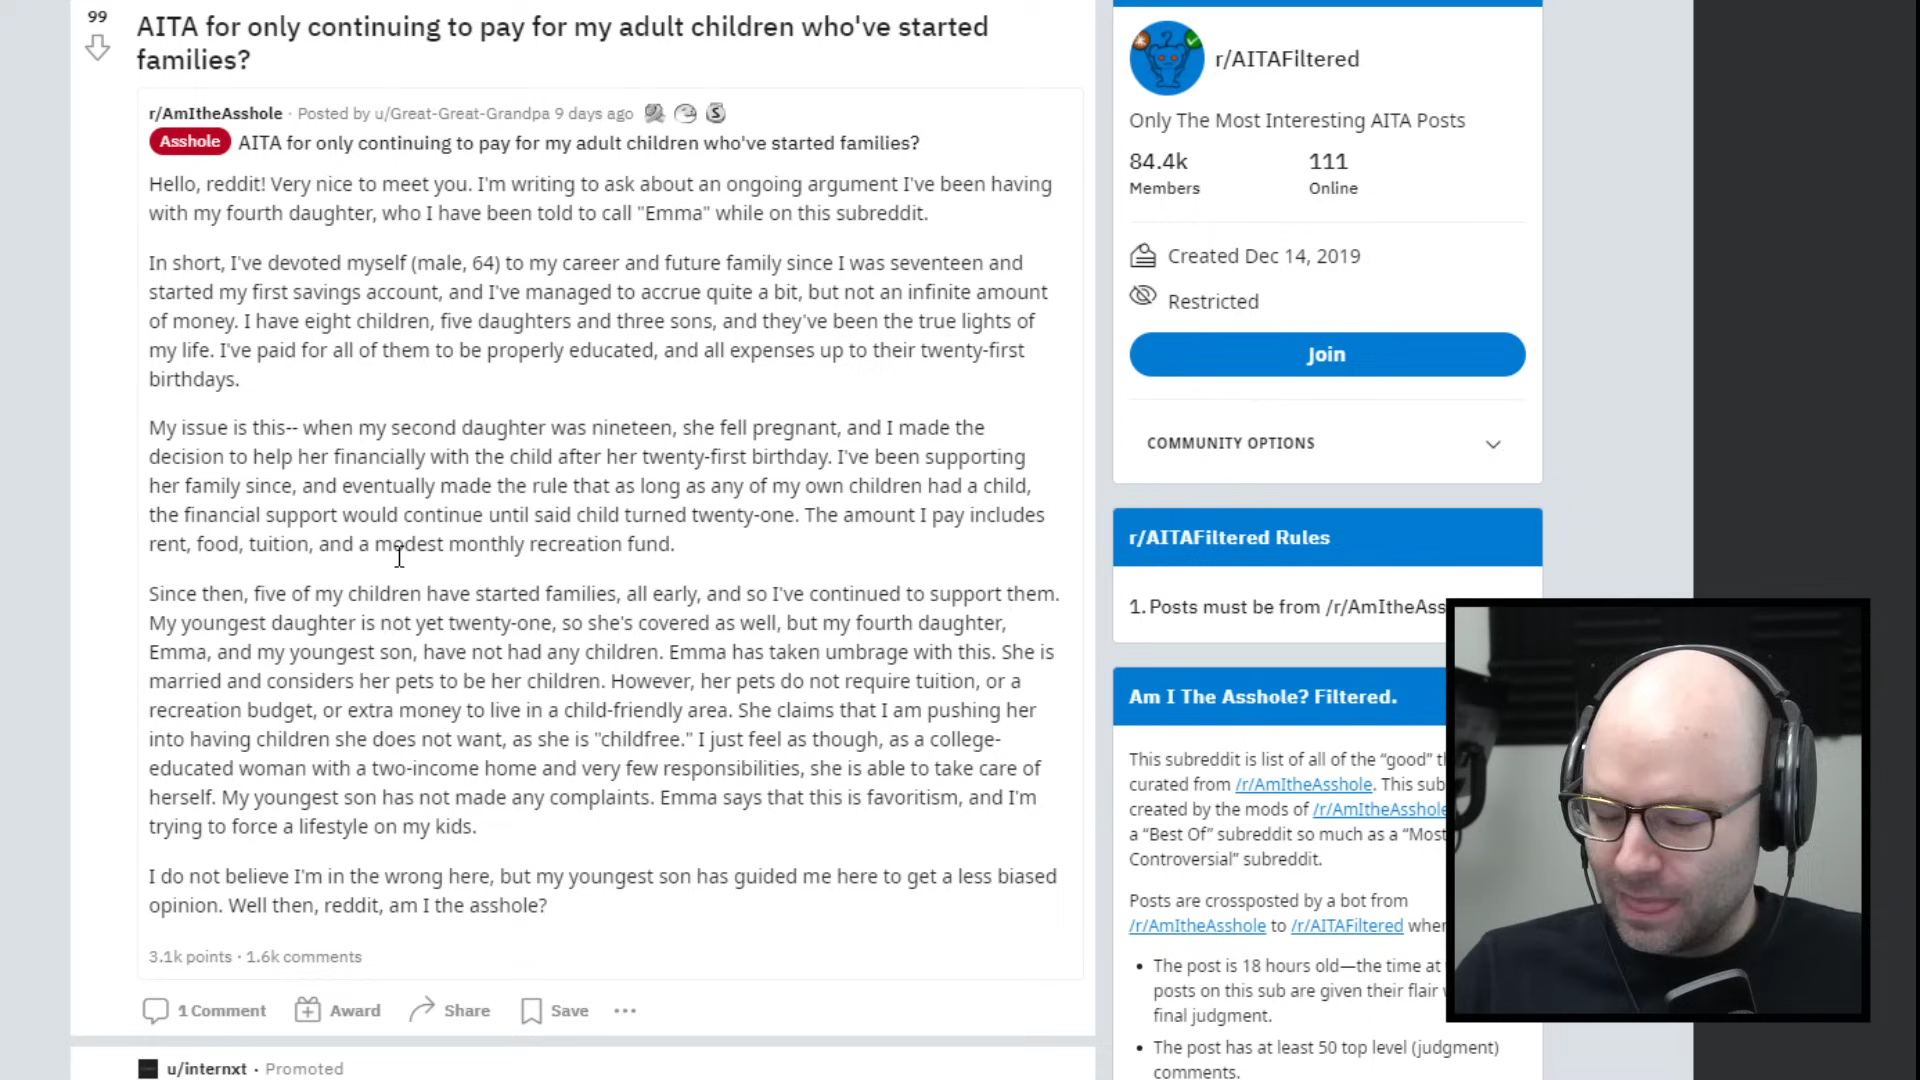 99
AITA for only continuing to pay for my adult children who've started
families?
r/AmItheAsshole · Posted by u/Great-Great-Grandpa 9 days ago
Asshole AITA for only continuing to pay for my adult children who've started families?
Hello, reddit! Very nice to meet you. I'm writing to ask about an ongoing argument I've been having
with my fourth daughter, who I have been told to call "Emma" while on this subreddit.
In short, I've devoted myself (male, 64) to my career and future family since I was seventeen and
started my first savings account, and I've managed to accrue quite a bit, but not an infinite amount
of money. I have eight children, five daughters and three sons, and they've been the true lights of
my life. I've paid for all of them to be properly educated, and all expenses up to their twenty-first
birthdays.
My issue is this-- when my second daughter was nineteen, she fell pregnant, and I made the
decision to help her financially with the child after her twenty-first birthday. I've been supporting
her family since, and eventually made the rule that as long as any of my own children had a child,
the financial support would continue until said child turned twenty-one. The amount I pay includes
rent, food, tuition, and a modest monthly recreation fund.
Since then, five of my children have started families, all early, and so I've continued to support them.
My youngest daughter is not yet twenty-one, so she's covered as well, but my fourth daughter,
Emma, and my youngest son, have not had any children. Emma has taken umbrage with this. She is
married and considers her pets to be her children. However, her pets do not require tuition, or a
recreation budget, or extra money to live in a child-friendly area. She claims that I am pushing her
into having children she does not want, as she is "childfree." I just feel as though, as a college-
educated woman with a two-income home and very few responsibilities, she is able to take care of
herself. My youngest son has not made any complaints. Emma says that this is favoritism, and I'm
trying to force a lifestyle on my kids.
I do not believe I'm in the wrong here, but my youngest son has guided me here to get a less biased
opinion. Well then, reddit, am I the asshole?
3.1k points · 1.6k comments
1 Comment Award Share Save
u/internxt · Promoted
r/AITAFiltered
Only The Most Interesting AITA Posts
84.4k 111
Members Online
Created Dec 14, 2019
Restricted
Join
COMMUNITY OPTIONS
r/AITAFiltered Rules
1. Posts must be from /r/AmItheAss
Am I The Asshole? Filtered.
This subreddit is list of all of the "good" t
curated from /r/AmItheAsshole. This sub
created by the mods of /r/AmItheAsshole
a "Best Of" subreddit so much as a "Most
Controversial" subreddit.
Posts are crossposted by a bot from
/r/AmItheAsshole to /r/AITAFiltered wher
• The post is 18 hours old—the time at
posts on this sub are given their flair
final judgment.
• The post has at least 50 top level (judgment)
comments.